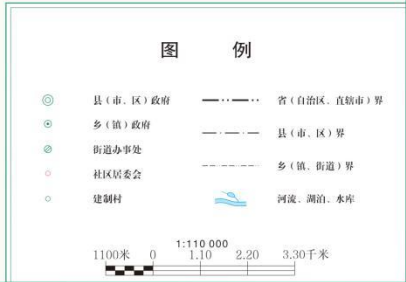 图 例
县（市、区）政府
乡（镇）政府
街道办事处
社区居委会
建制村
省（自治区、直辖市）界
县（市、区）界
乡（镇、街道）界
河流、湖泊、水库
1:110 000
1100米 0 1.10 2.20 3.30千米